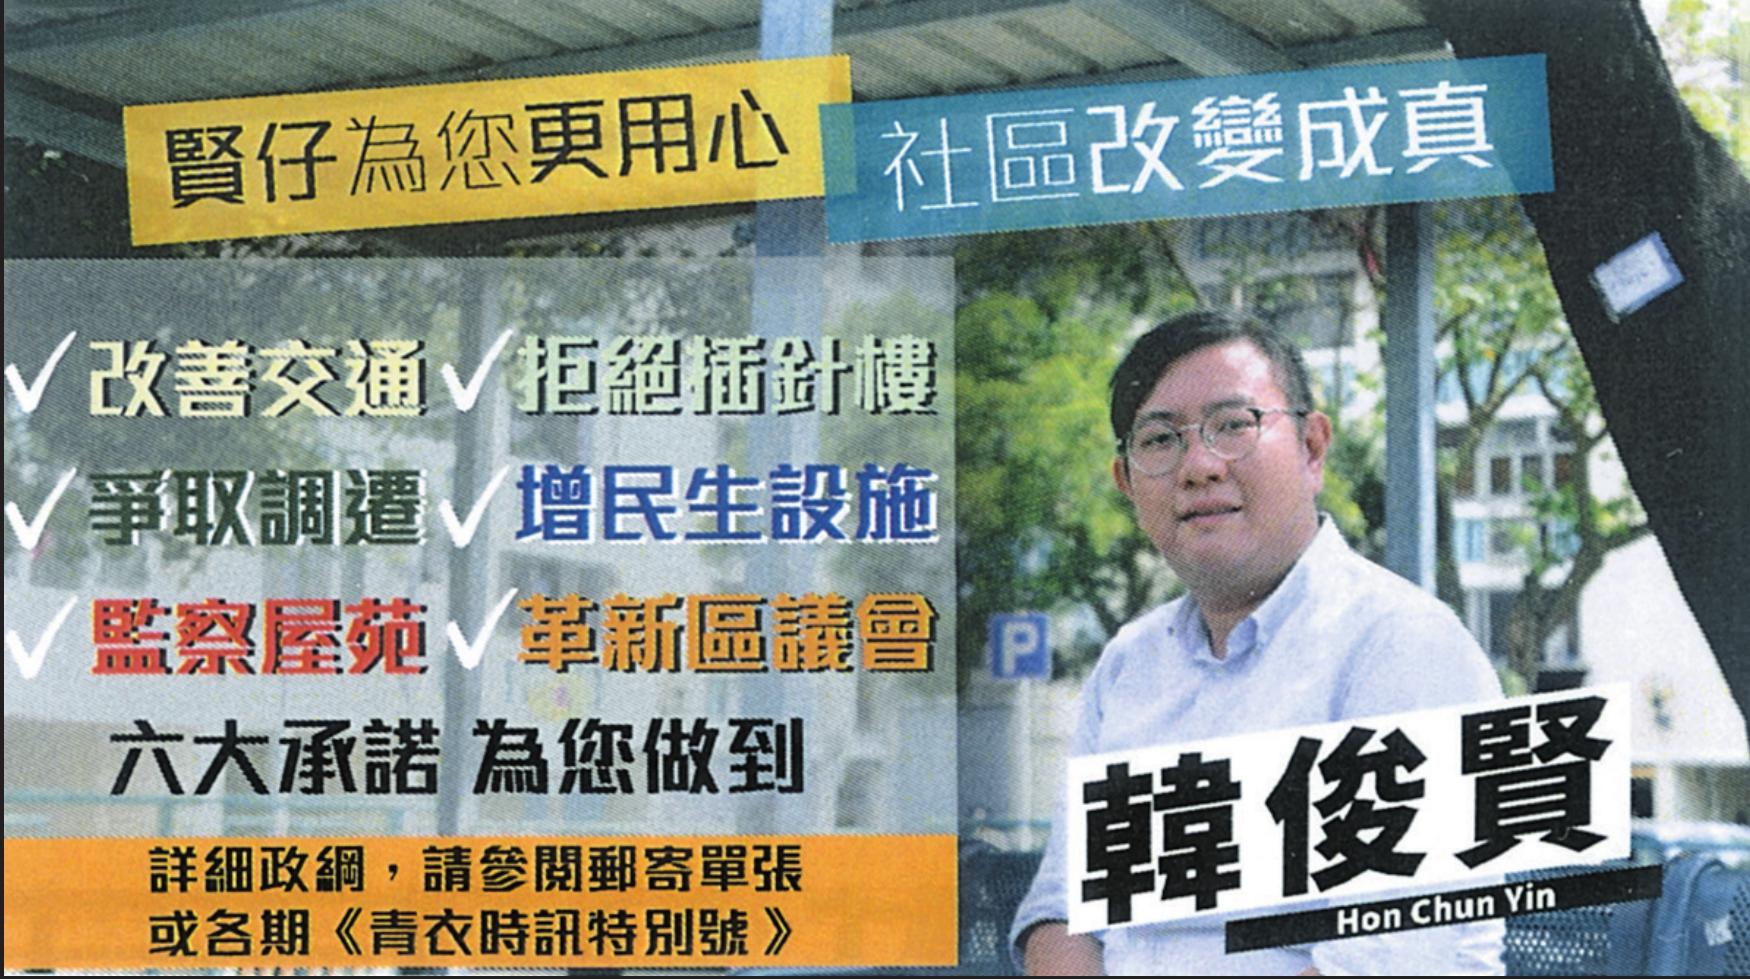 賢仔為您更用心 社區改變成真
改善交通 拒絕插針樓
爭取調遷 增民生設施
監察屋苑 革新區議會
六大承諾 為您做到
詳細政綱，請參閱郵寄單張
或各期《青衣時訊特別號》
P
韓俊賢
Hon Chun Yin